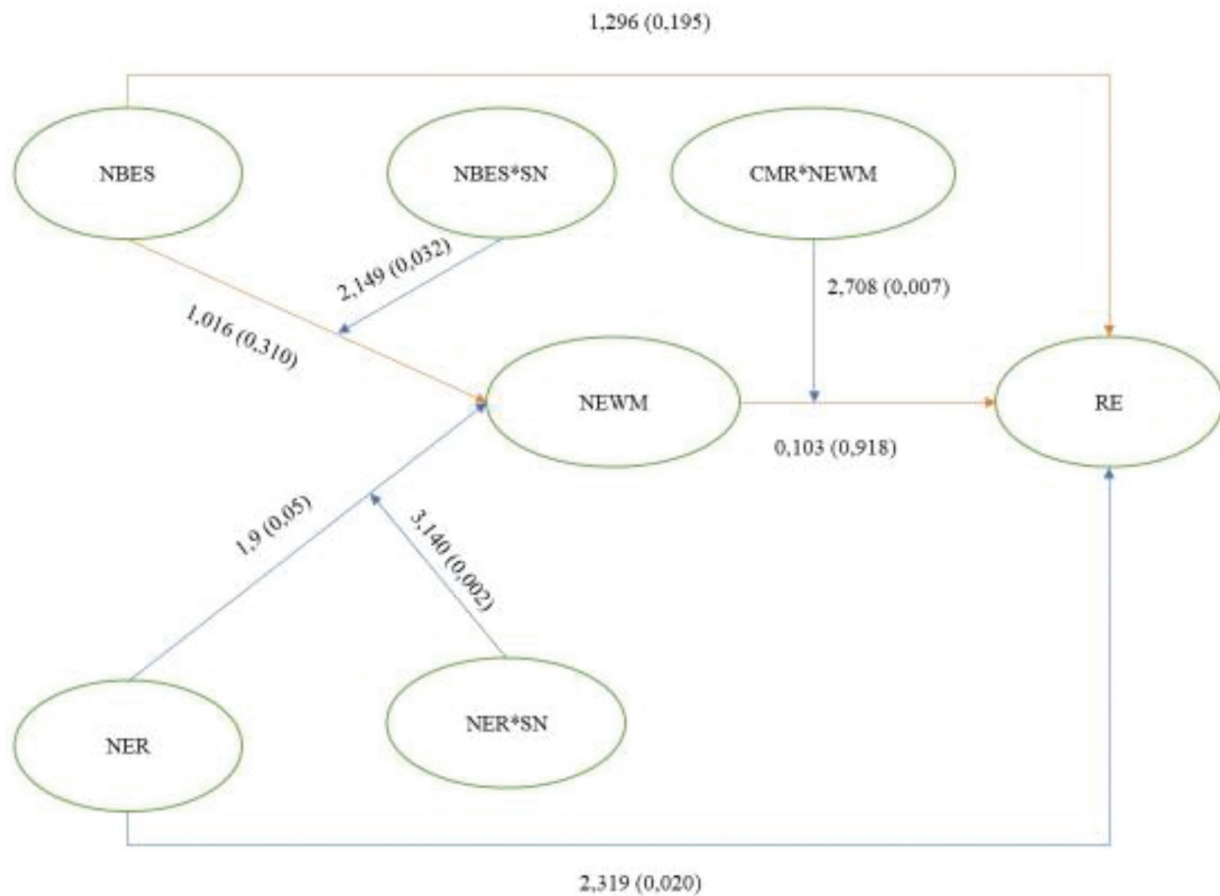 1,296 (0,195)
NBES
NBES*SN
CMR*NEWM
2,149 (0,032)
2,708 (0,007)
1,016 (0,310)
NEWM
RE
0,103 (0,918)
1,9 (0,05)
3,140 (0,002)
NER
NER*SN
2,319 (0,020)